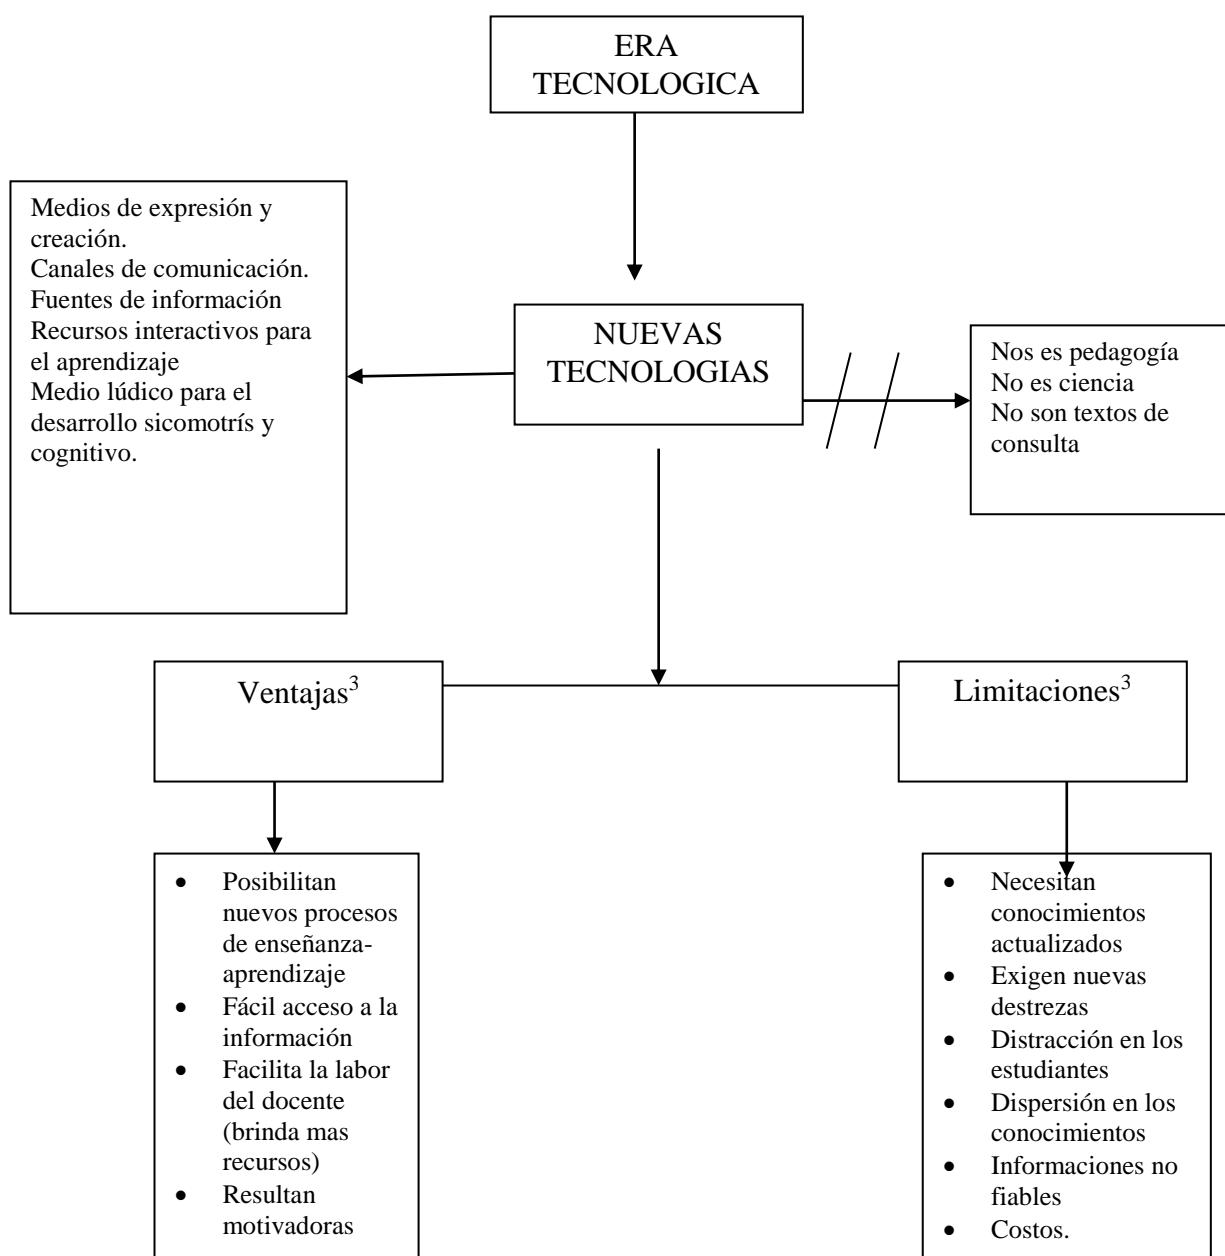 ERA
TECNOLOGICA
Medios de expresión y
creación.
Canales de comunicación.
Fuentes de información
Recursos interactivos para
el aprendizaje
Medio lúdico para el
desarrollo sicomotrís y
cognitivo.
NUEVAS
TECNOLOGIAS
Nos es pedagogía
No es ciencia
No son textos de
consulta
Ventajas³
Limitaciones³
• Posibilitan
nuevos procesos
de enseñanza-
aprendizaje
• Fácil acceso a la
información
• Facilita la labor
del docente
(brinda mas
recursos)
• Resultan
motivadoras
• Necesitan
conocimientos
actualizados
• Exigen nuevas
destrezas
• Distracción en los
estudiantes
• Dispersión en los
conocimientos
• Informaciones no
fiables
• Costos.